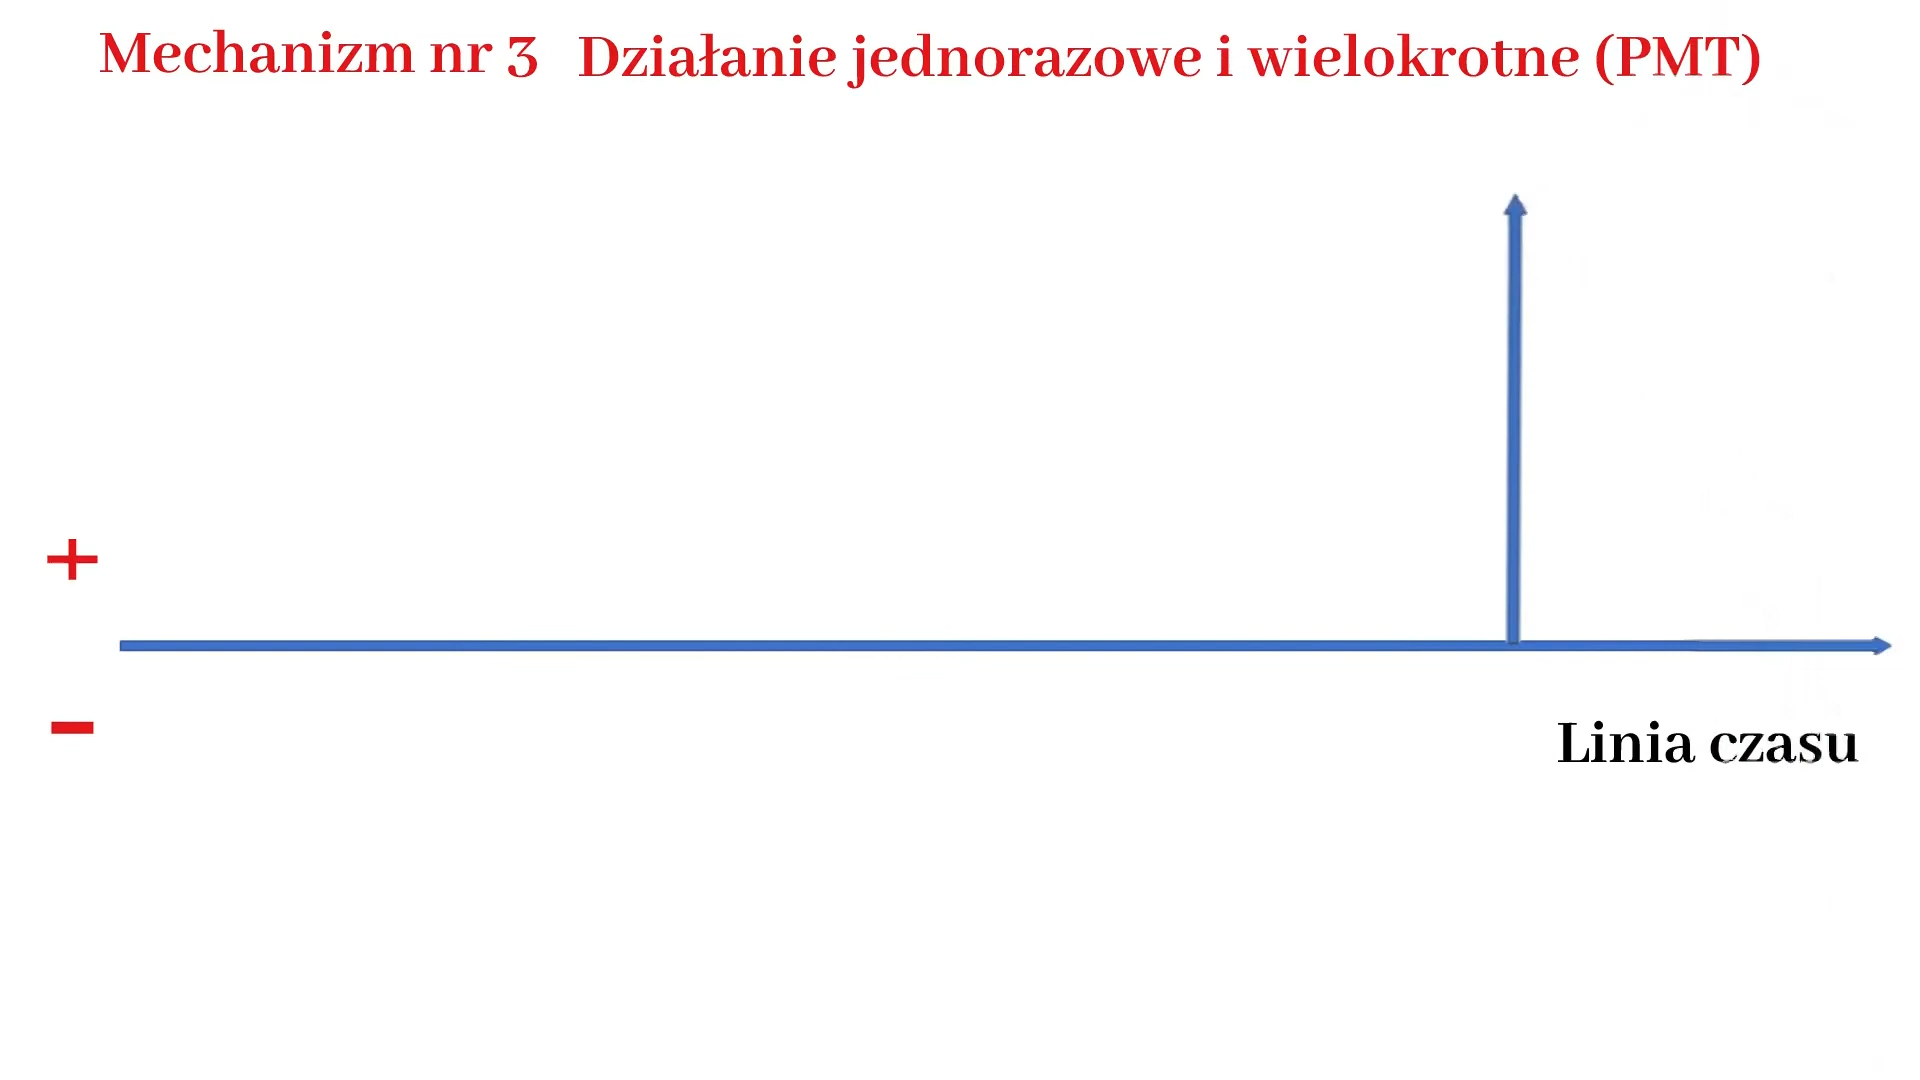 Mechanizm nr 3 Działanie jednorazowe i wielokrotne (PMT)
+
-
Linia czasu